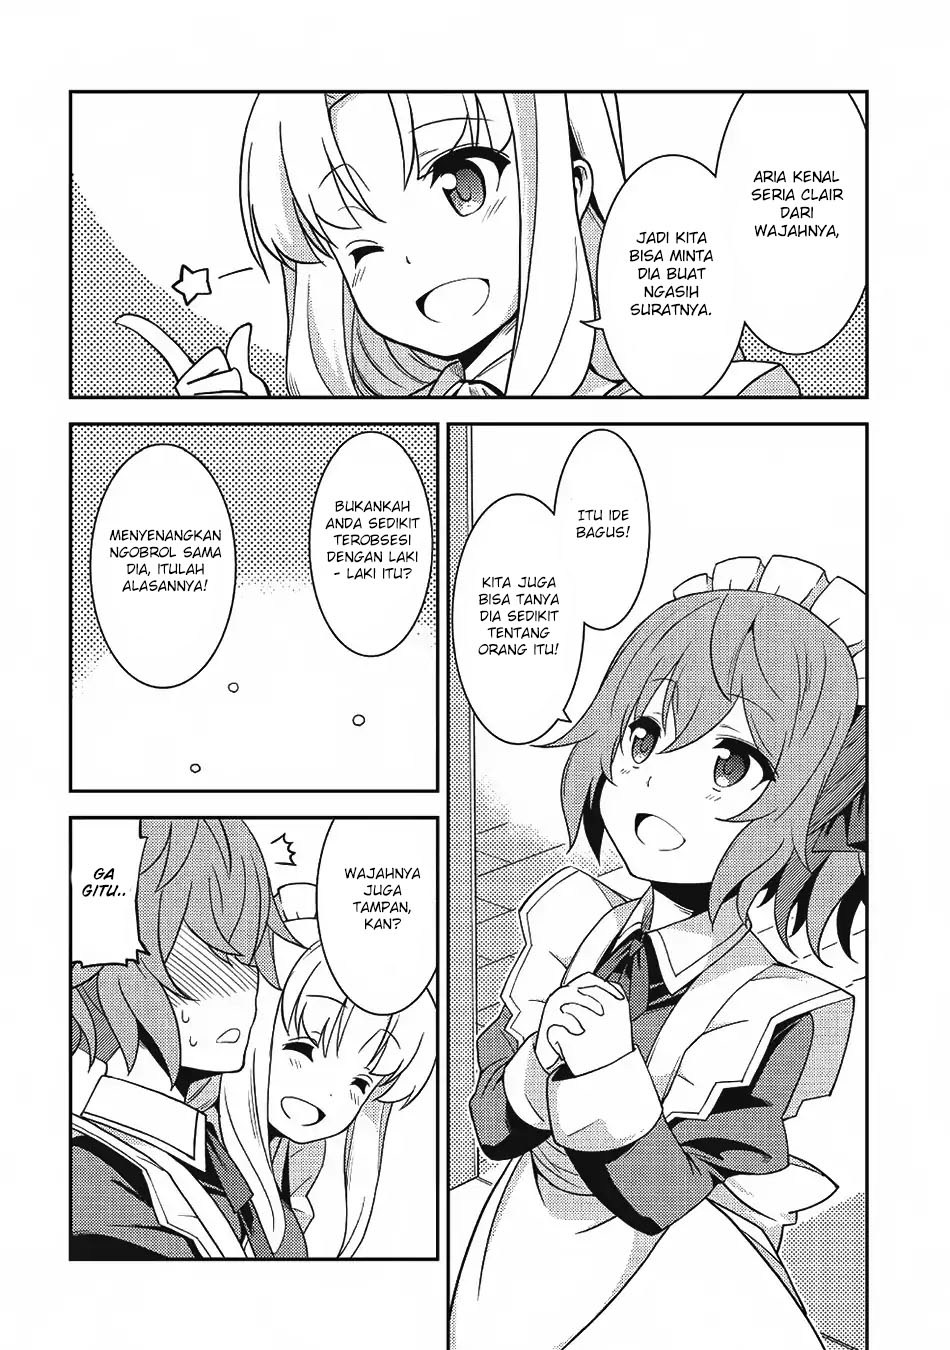 ARIA KENAL
SERIA CLAIR
DARI
WAJAHNYA,
JADI KITA
BISA MINTA
DIA BUAT
NGASIH
SURATNYA.
ITU IDE
BAGUS!
KITA JUGA
BISA TANYA
DIA SEDIKIT
TENTANG
ORANG ITU!
BUKANKAH
ANDA SEDIKIT
TEROBSESI
DENGAN LAKI
- LAKI ITU?
MENYENANGKAN
NGOBROL SAMA
DIA, ITULAH
ALASANNYA!
WAJAHNYA
JUGA
TAMPAN,
KAN?
GA
GITU..